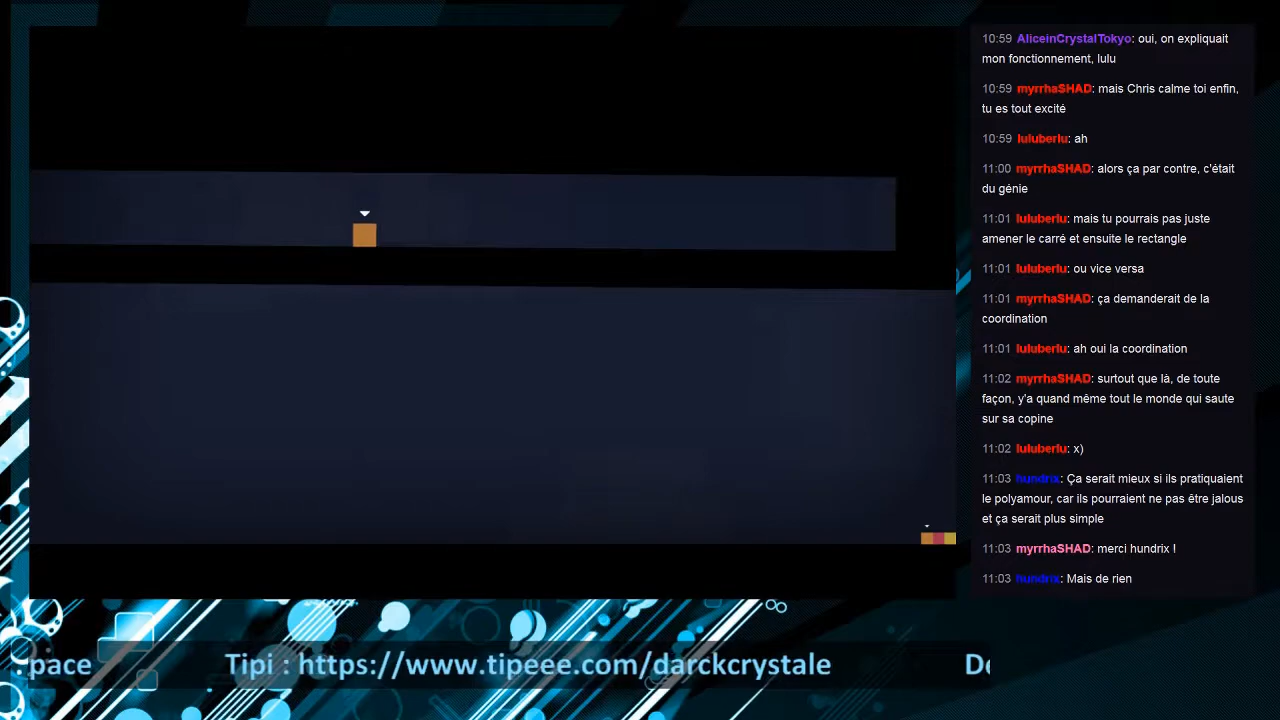 10:59 AliceinCrystalTokyo: oui, on expliquait
mon fonctionnement, lulu
10:59 myrrhaSHAD: mais Chris calme toi enfin,
tu es tout excité
10:59 luluberlu: ah
11:00 myrrhaSHAD: alors ça par contre, c'était
du génie
11:01 luluberlu: mais tu pourrais pas juste
amener le carré et ensuite le rectangle
11:01 luluberlu: ou vice versa
11:01 myrrhaSHAD: ça demanderait de la
coordination
11:01 luluberlu: ah oui la coordination
11:02 myrrhaSHAD: surtout que là, de toute
façon, y'a quand même tout le monde qui saute
sur sa copine
11:02 luluberlu: x)
11:03 hundrix: Ça serait mieux si ils pratiquaient
le polyamour, car ils pourraient ne pas être jalous
et ça serait plus simple
11:03 myrrhaSHAD: merci hundrix !
11:03 hundrix: Mais de rien
pace Tipi : https://www.tipeee.com/darckcrystale De